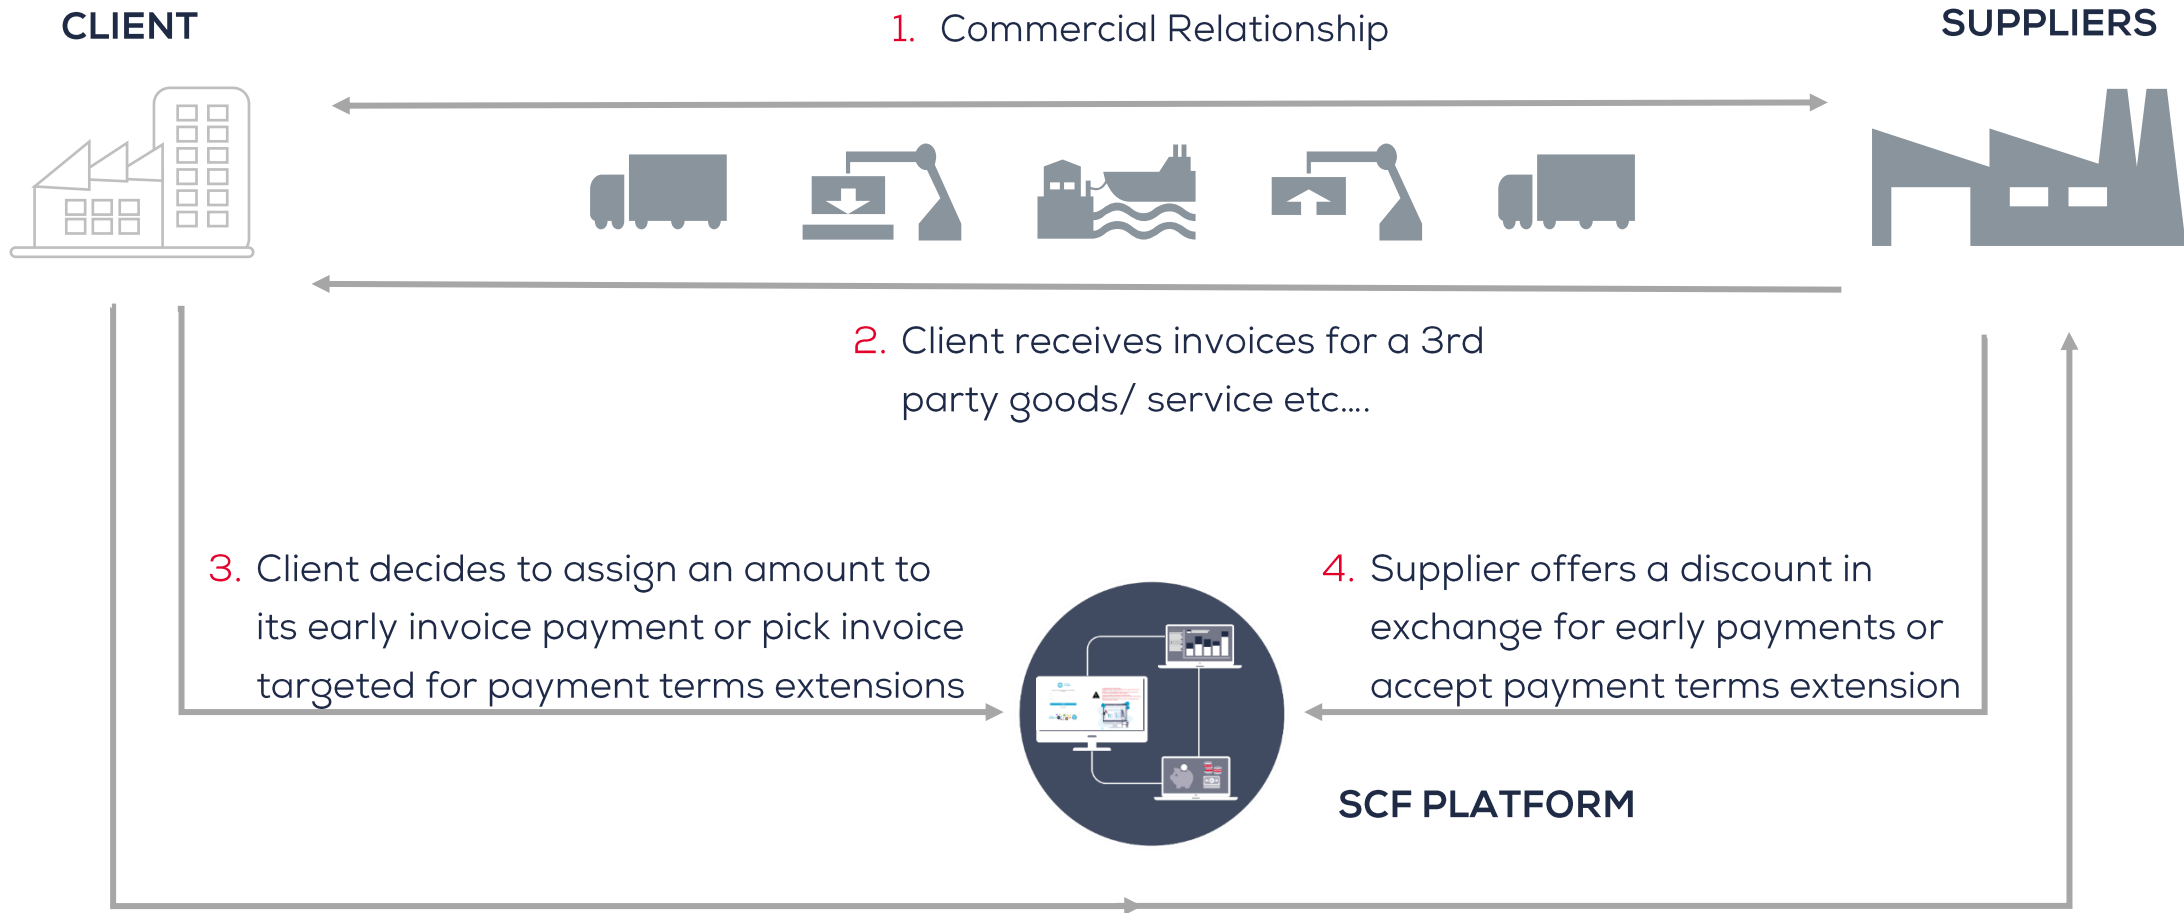 CLIENT
1. Commercial Relationship
SUPPLIERS
2. Client receives invoices for a 3rd
party goods/ service etc....
3. Client decides to assign an amount to
its early invoice payment or pick invoice
targeted for payment terms extensions
4. Supplier offers a discount in
exchange for early payments or
accept payment terms extension
SCF PLATFORM